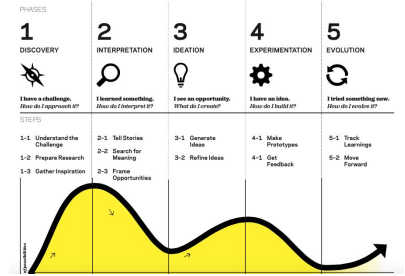 PHASES
1 2 3 4 5
DISCOVERY INTERPRETATION IDEATION EXPERIMENTATION EVOLUTION
I have a challenge. I learned something. I see an opportunity. I have an idea. I tried something new.
How do I approach it? How do I interpret it? What do I create? How do I build it? How do I evolve it?
STEPS
1-1 Understand the
Challenge
1-2 Prepare Research
1-3 Gather Inspiration
2-1 Tell Stories
2-2 Search for
Meaning
2-3 Frame
Opportunities
3-1 Generate
Ideas
3-2 Refine Ideas
4-1 Make
Prototypes
4-1 Get
Feedback
5-1 Track
Learnings
5-2 Move
Forward